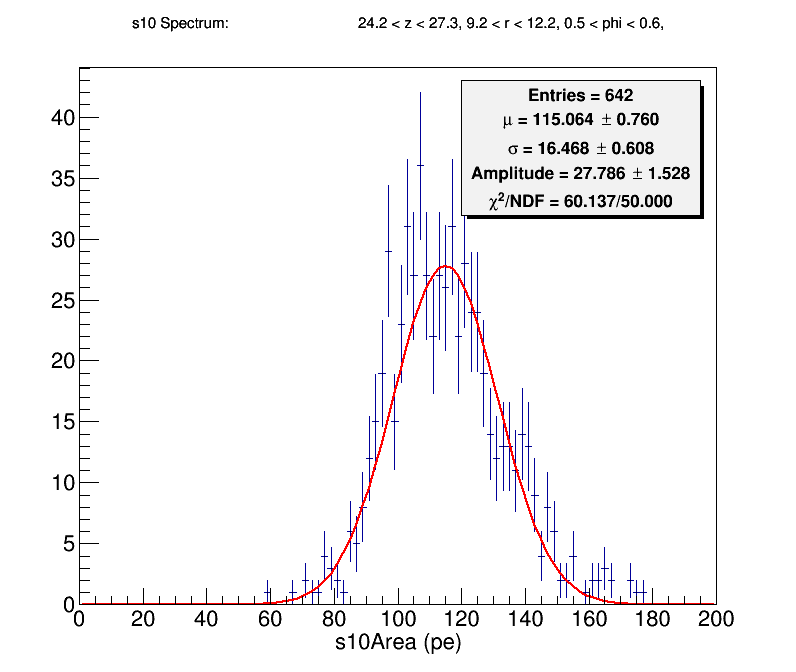 s10 Spectrum: 24.2 < z < 27.3, 9.2 < r < 12.2, 0.5 < phi < 0.6,
Entries = 642
μ = 115.064 ± 0.760
σ = 16.468 ± 0.608
Amplitude = 27.786 ± 1.528
χ²/NDF = 60.137/50.000
40
35
30
25
20
15
10
5
0
0 20 40 60 80 100 120 140 160 180 200
s10Area (pe)